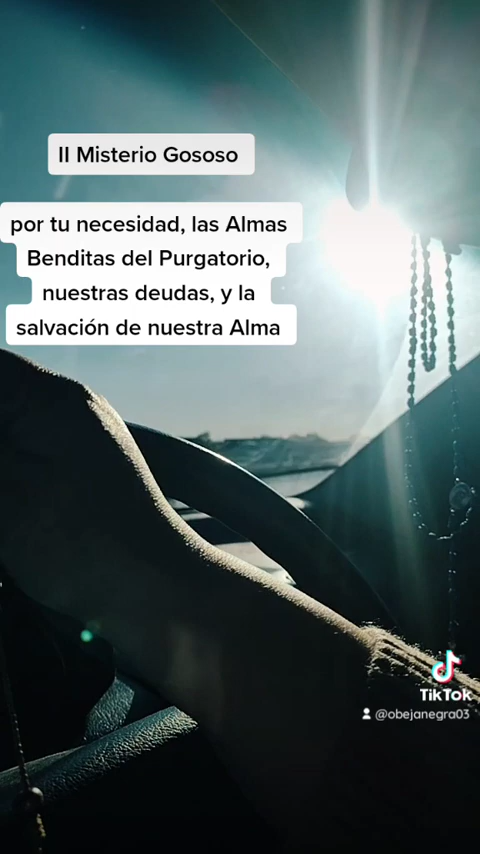 II Misterio Gososo
por tu necesidad, las Almas
Benditas del Purgatorio,
nuestras deudas, y la
salvación de nuestra Alma
TikTok
@obejanegra03